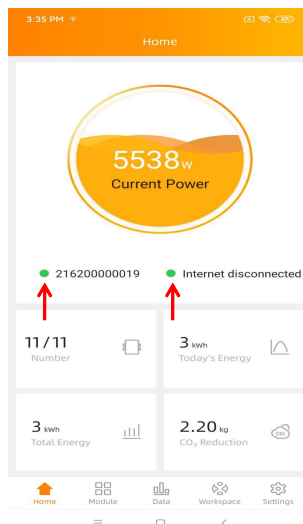 3:35 PM
Home
5538w
Current Power
216200000019
Internet disconnected
11/11
Number
3 kWh
Today's Energy
3 kWh
Total Energy
2.20 kg
CO₂ Reduction
CO₂
Home
Module
Data
Workspace
Settings